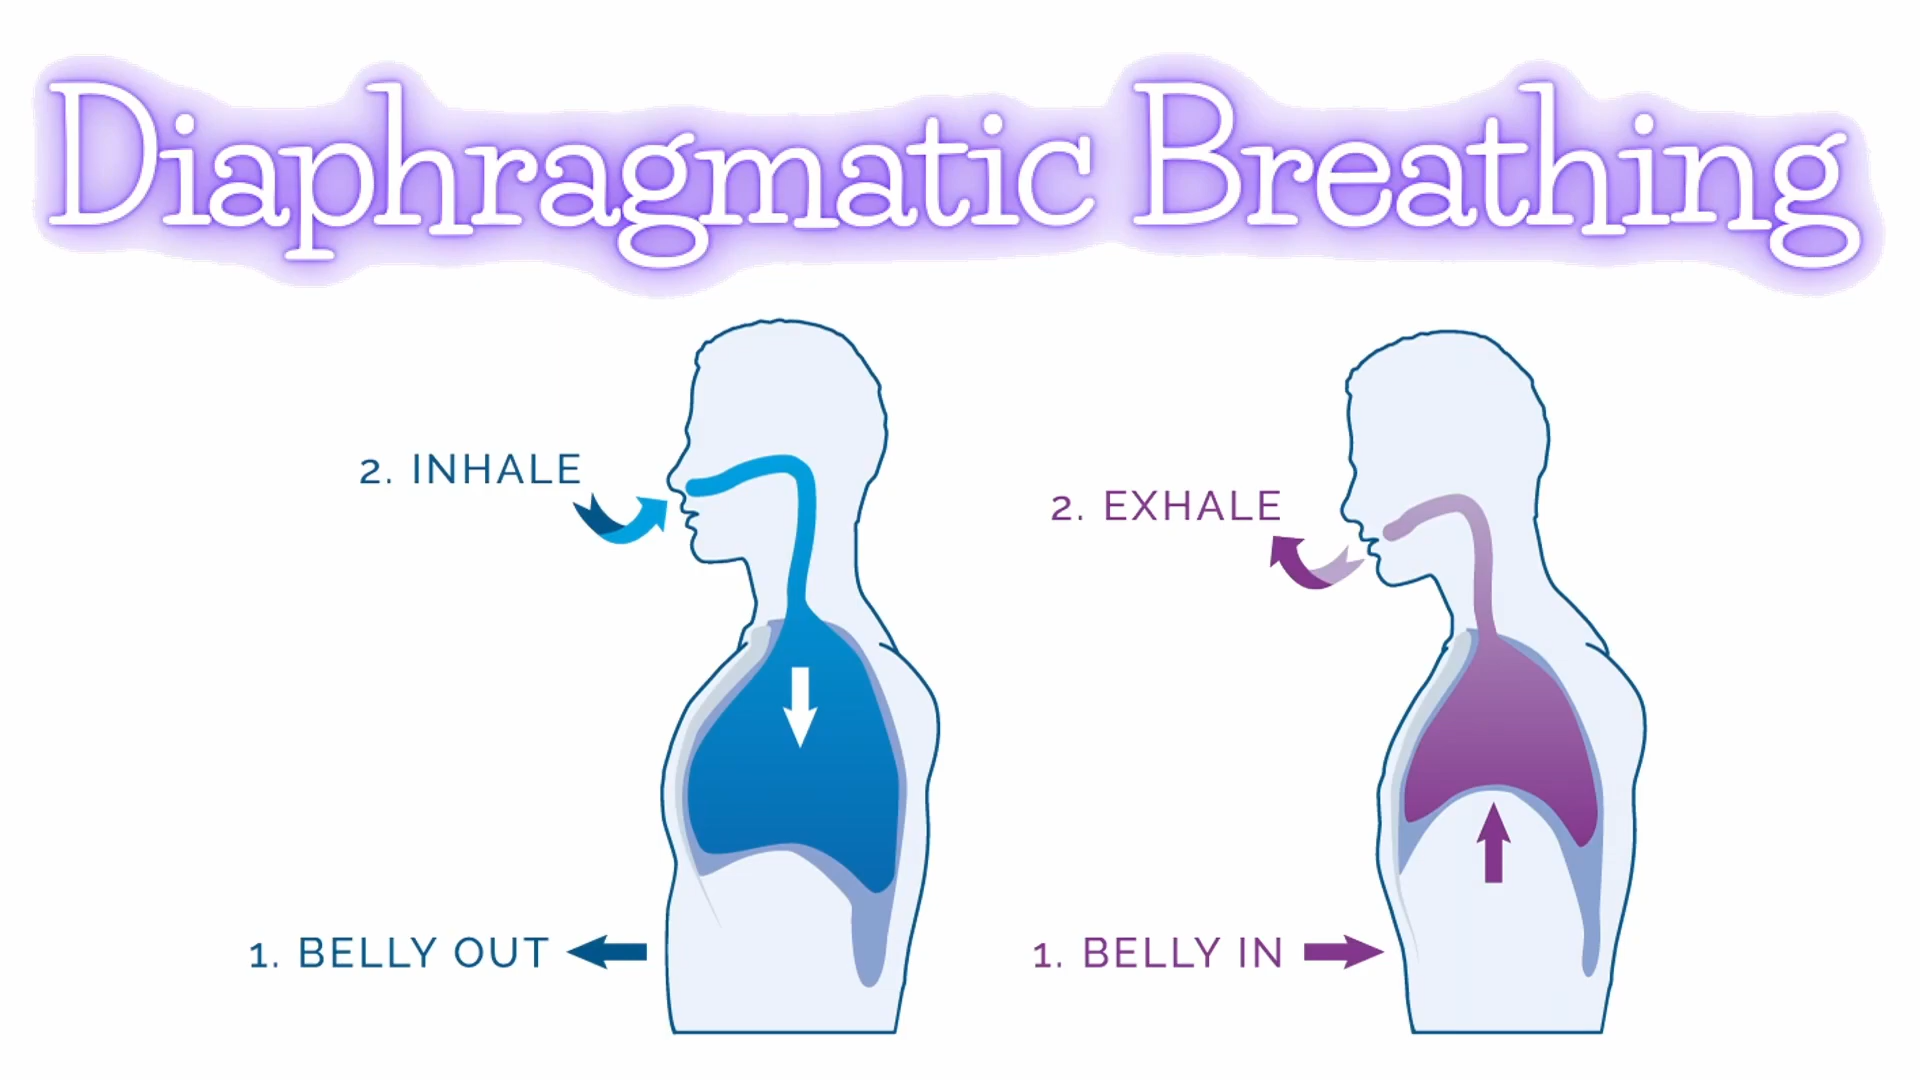 Diaphragmatic Breathing
2. INHALE
1. BELLY OUT
2. EXHALE
1. BELLY IN